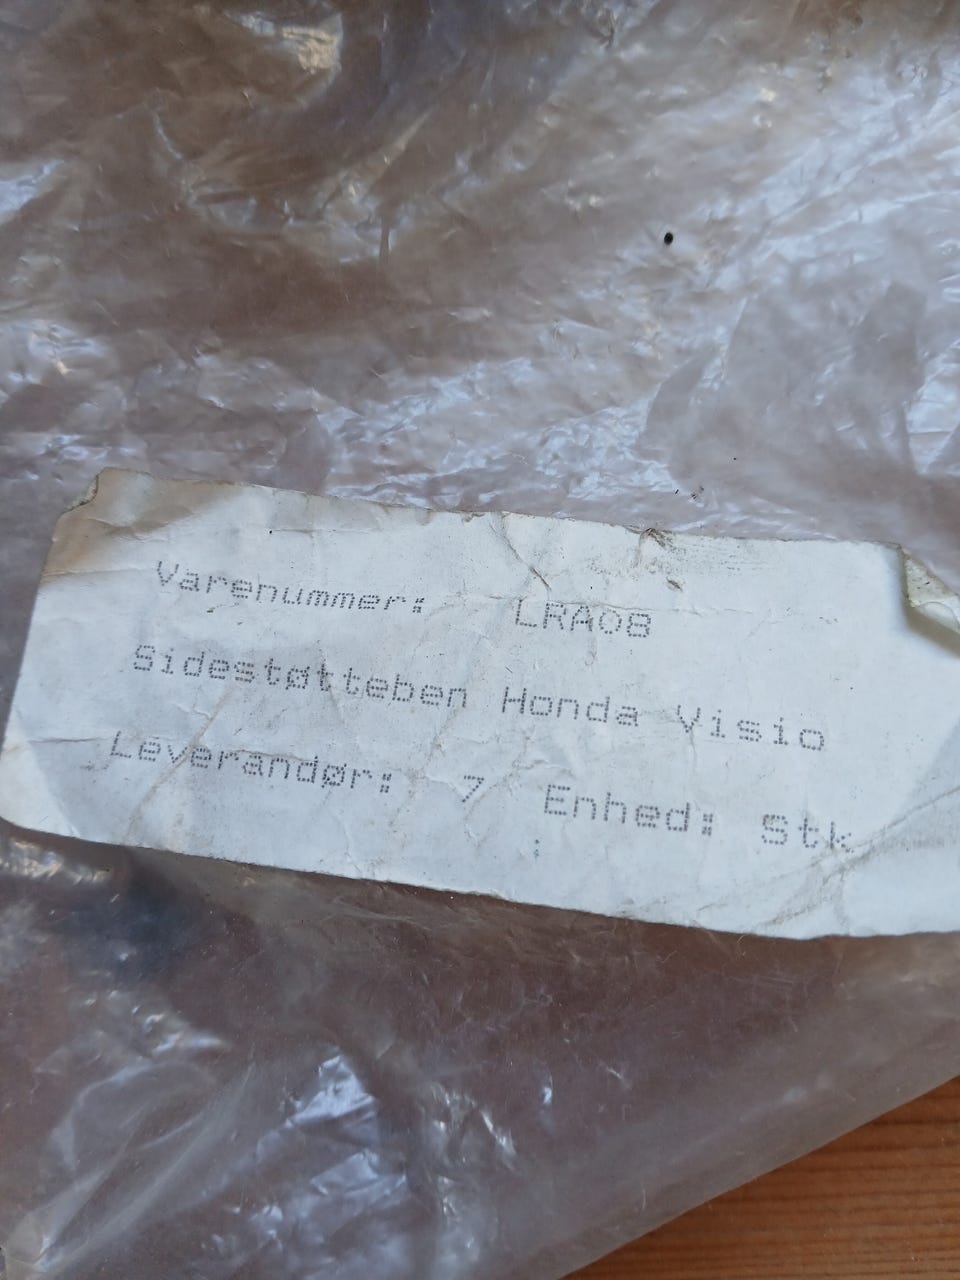 Varenummer: LRA08
Sidestøtteben Honda Visio
Leverandør: 7 Enhed: Stk